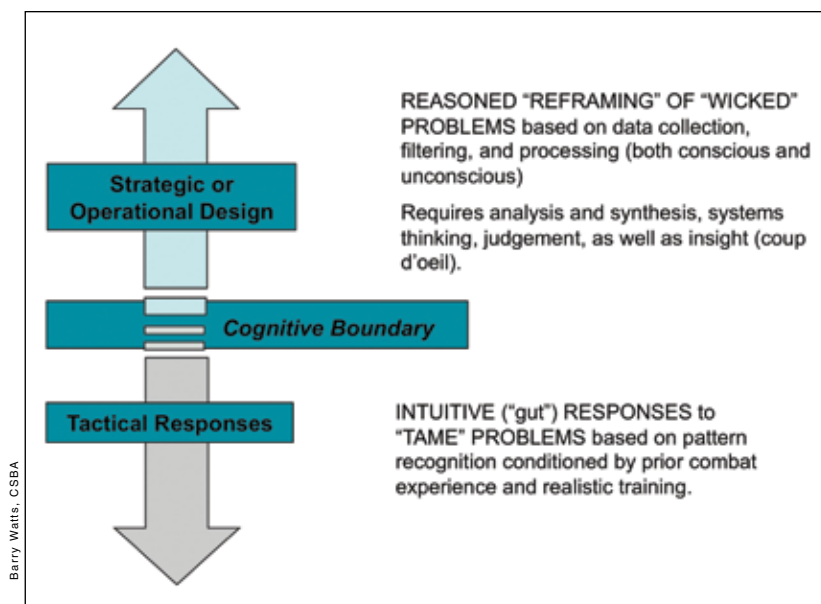 REASONED “REFRAMING” OF “WICKED”
PROBLEMS based on data collection,
filtering, and processing (both conscious and
unconscious)
Strategic or
Operational Design
Requires analysis and synthesis, systems
thinking, judgement, as well as insight (coup
d’oeil).
Cognitive Boundary
Tactical Responses
INTUITIVE (“gut”) RESPONSES to
“TAME” PROBLEMS based on pattern
recognition conditioned by prior combat
experience and realistic training.
Barry Watts, CSBA